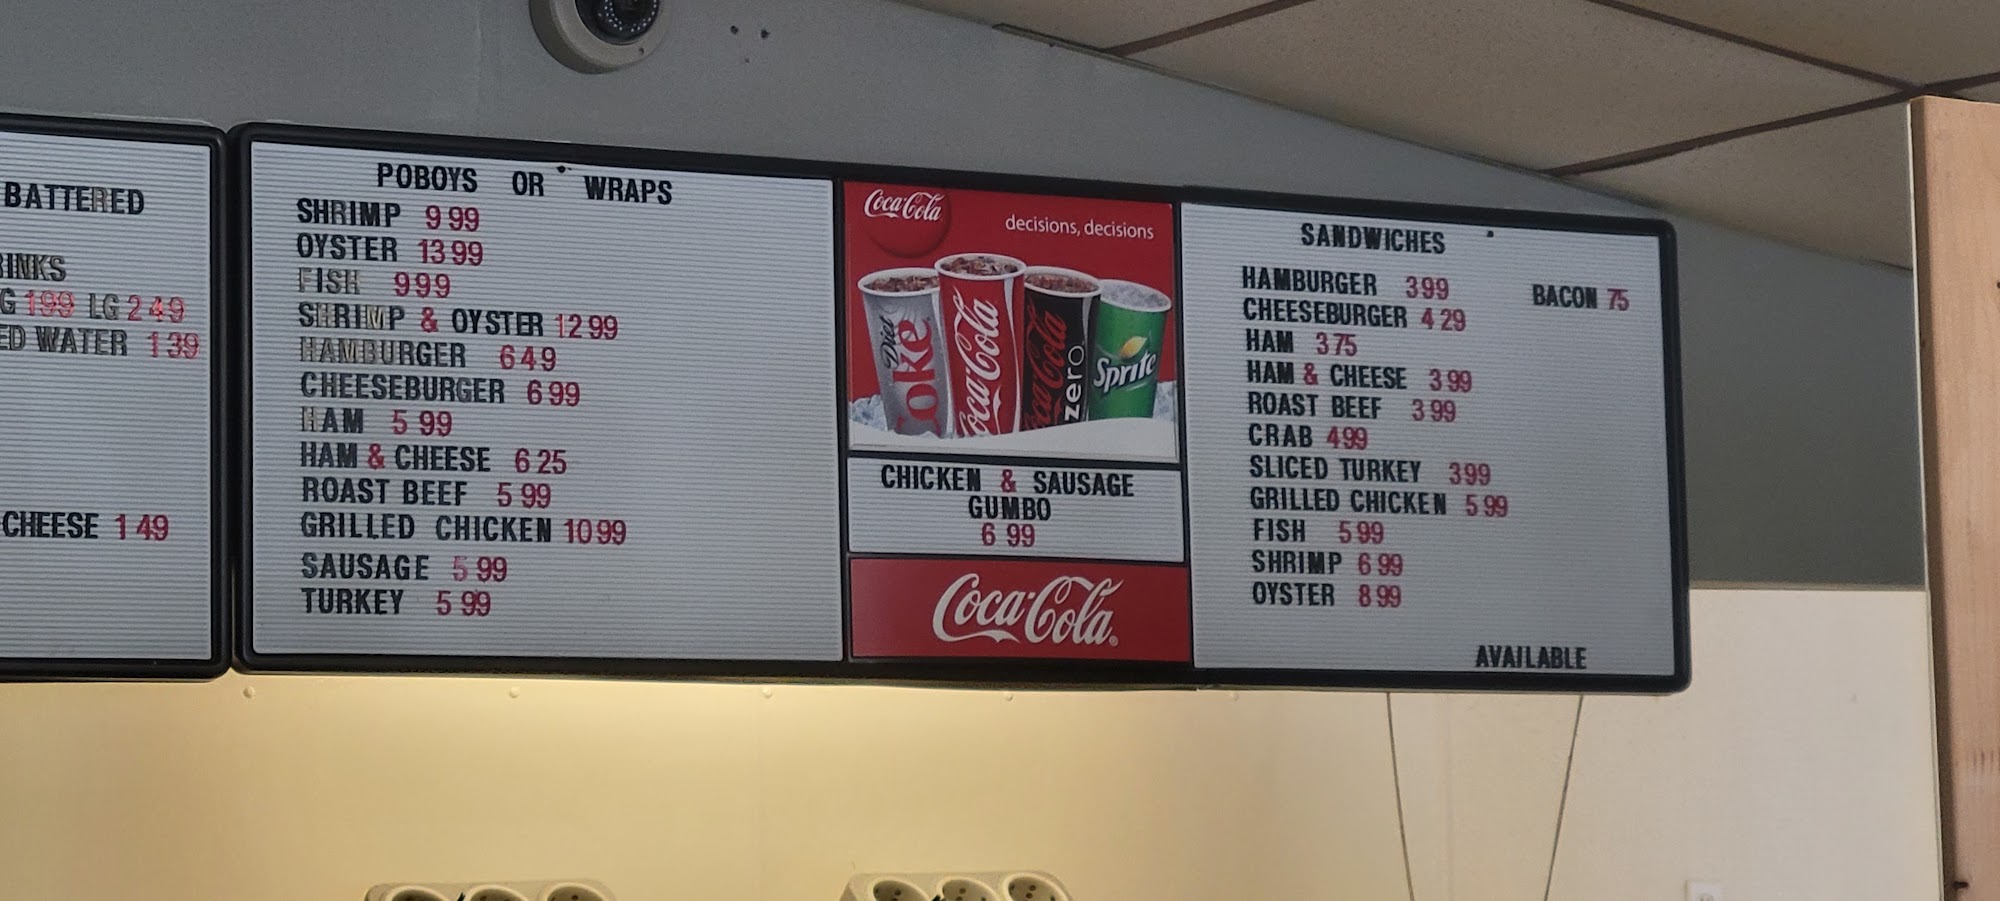 BATTERED
LG 2 49
WATER 1 39
CHEESE 1 49
POBOYS OR WRAPS
SHRIMP 9 99
OYSTER 13 99
FISH 9 99
SHRIMP & OYSTER 12 99
HAMBURGER 6 49
CHEESEBURGER 6 99
HAM 5 99
HAM & CHEESE 6 25
ROAST BEEF 5 99
GRILLED CHICKEN 10 99
SAUSAGE 5 99
TURKEY 5 99
Coca-Cola
decisions, decisions
Diet Coke
Coca-Cola
Coca-Cola zero
Sprite
CHICKEN & SAUSAGE
GUMBO
6 99
Coca-Cola
SANDWICHES
HAMBURGER 3 99
BACON 75
CHEESEBURGER 4 29
HAM 3 75
HAM & CHEESE 3 99
ROAST BEEF 3 99
CRAB 4 99
SLICED TURKEY 3 99
GRILLED CHICKEN 5 99
FISH 5 99
SHRIMP 6 99
OYSTER 8 99
AVAILABLE